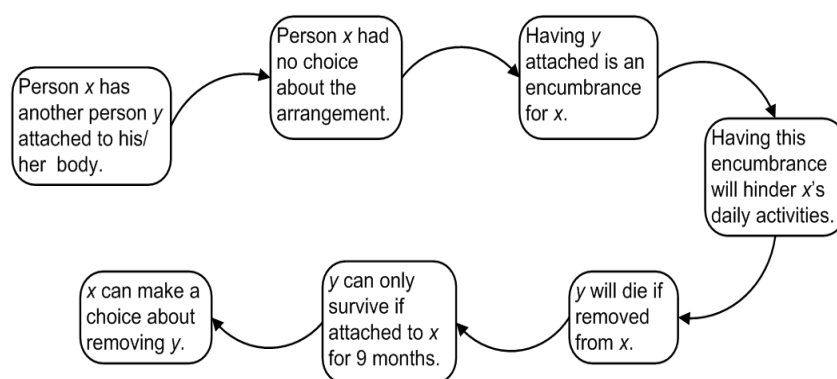 Person x has
another person y
attached to his/
her body.
Person x had
no choice
about the
arrangement.
Having y
attached is an
encumbrance
for x.
Having this
encumbrance
will hinder x's
daily activities.
y will die if
removed
from x.
y can only
survive if
attached to x
for 9 months.
x can make a
choice about
removing y.